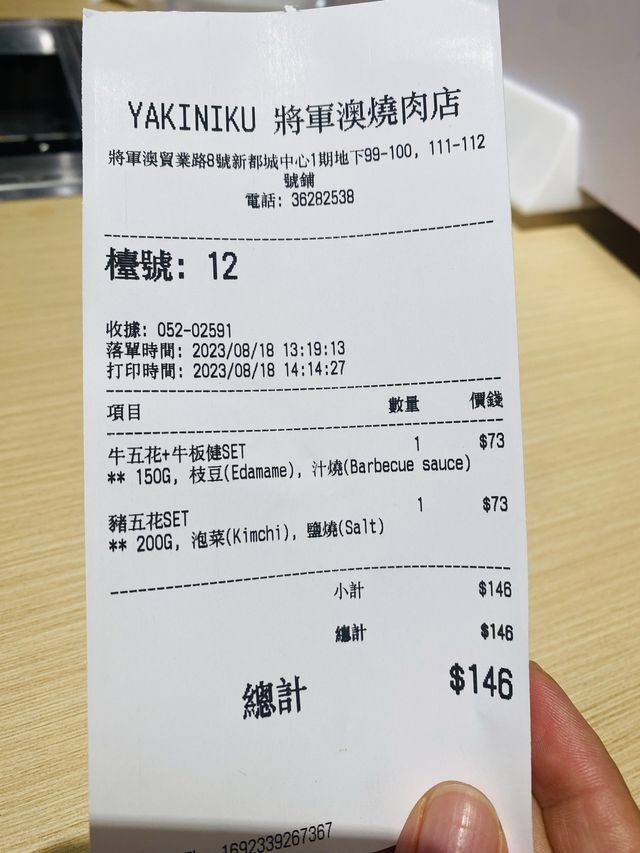 YAKINIKU 將軍澳燒肉店
將軍澳貿業路8號新都城中心1期地下99-100, 111-112
號鋪
電話: 36282538
檯號: 12
收據: 052-02591
落單時間: 2023/08/18 13:19:13
打印時間: 2023/08/18 14:14:27
項目 數量 價錢
牛五花+牛板健SET 1 $73
** 150G, 枝豆(Edamame), 汁燒(Barbecue sauce)
豬五花SET 1 $73
** 200G, 泡菜(Kimchi), 鹽燒(Salt)
小計 $146
總計 $146
總計 $146
1692339267367